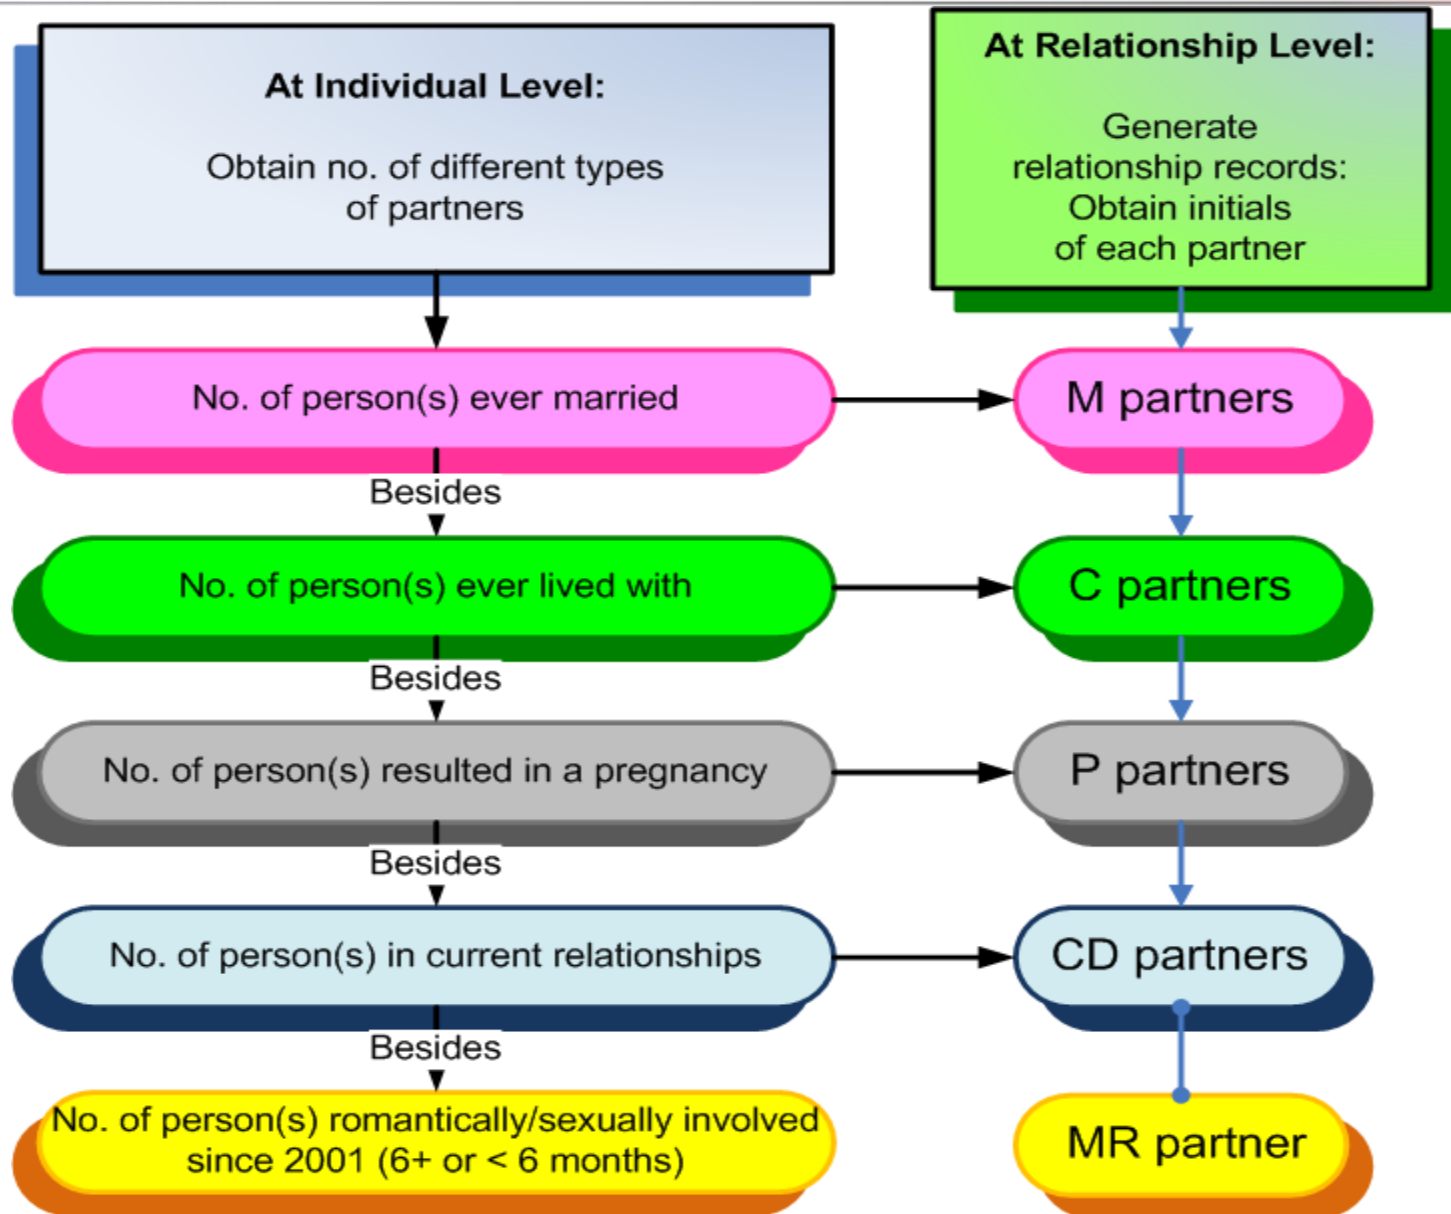 At Individual Level:
Obtain no. of different types
of partners
At Relationship Level:
Generate
relationship records:
Obtain initials
of each partner
No. of person(s) ever married
M partners
Besides
No. of person(s) ever lived with
C partners
Besides
No. of person(s) resulted in a pregnancy
P partners
Besides
No. of person(s) in current relationships
CD partners
Besides
No. of person(s) romantically/sexually involved
since 2001 (6+ or < 6 months)
MR partner